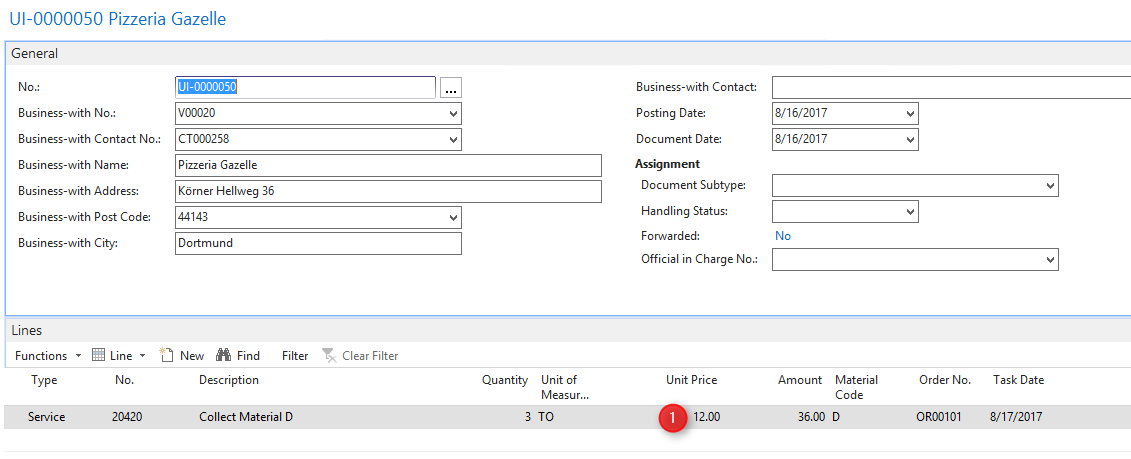 UI-0000050 Pizzeria Gazelle
General
No.: UI-0000050 ...
Business-with No.: V00020
Business-with Contact No.: CT000258
Business-with Name: Pizzeria Gazelle
Business-with Address: Körner Hellweg 36
Business-with Post Code: 44143
Business-with City: Dortmund
Business-with Contact:
Posting Date: 8/16/2017
Document Date: 8/16/2017
Assignment
Document Subtype:
Handling Status:
Forwarded: No
Official in Charge No.:
Lines
Functions Line New Find Filter Clear Filter
Type No. Description Quantity Unit of Measur... Unit Price Amount Material Code Order No. Task Date
Service 20420 Collect Material D 3 TO 1 12.00 36.00 D OR00101 8/17/2017